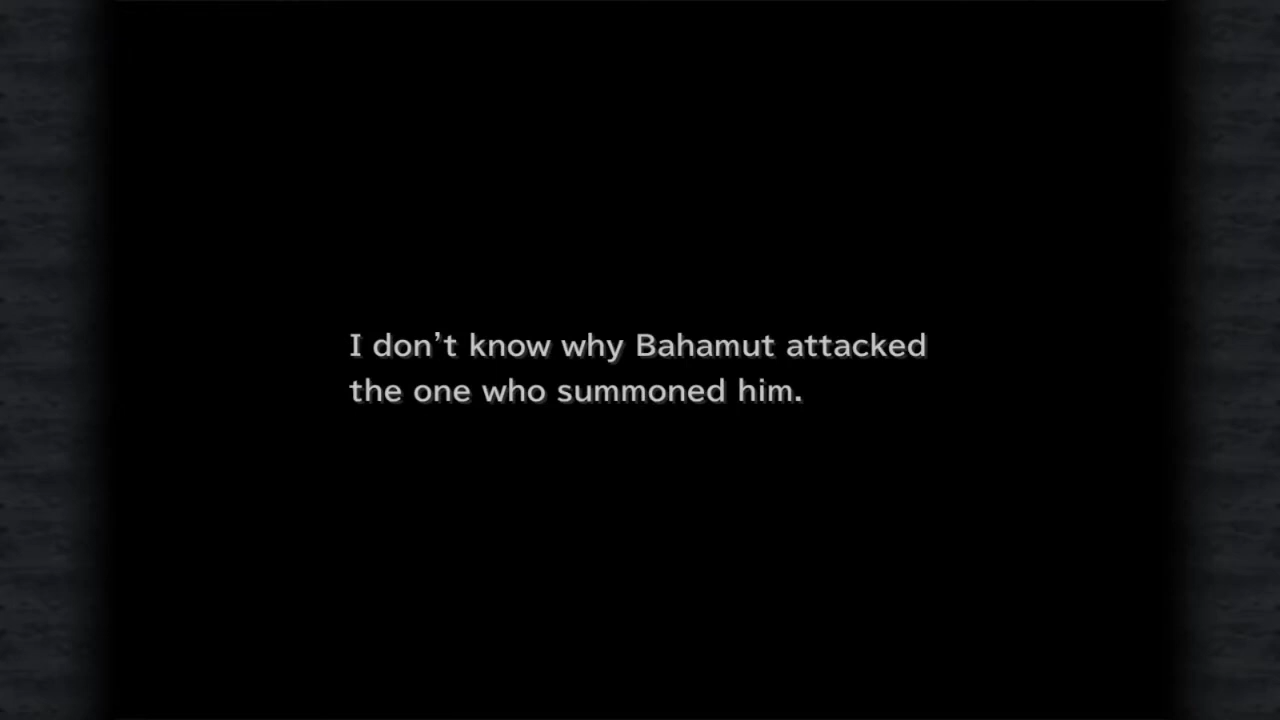 I don’t know why Bahamut attacked
the one who summoned him.